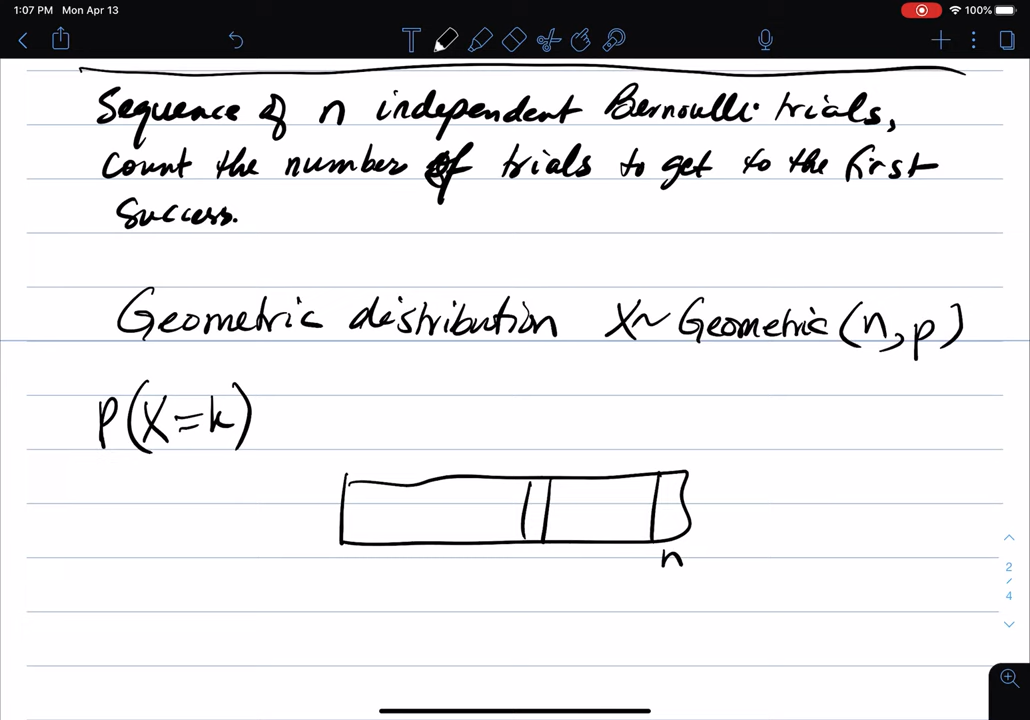 1:07 PM Mon Apr 13
100%
T
Sequence of n independent Bernoulli trials,
Count the number of trials to get to the first
Success.
Geometric distribution X~ Geometric (n, p)
P(X=k)
n
2
/
4